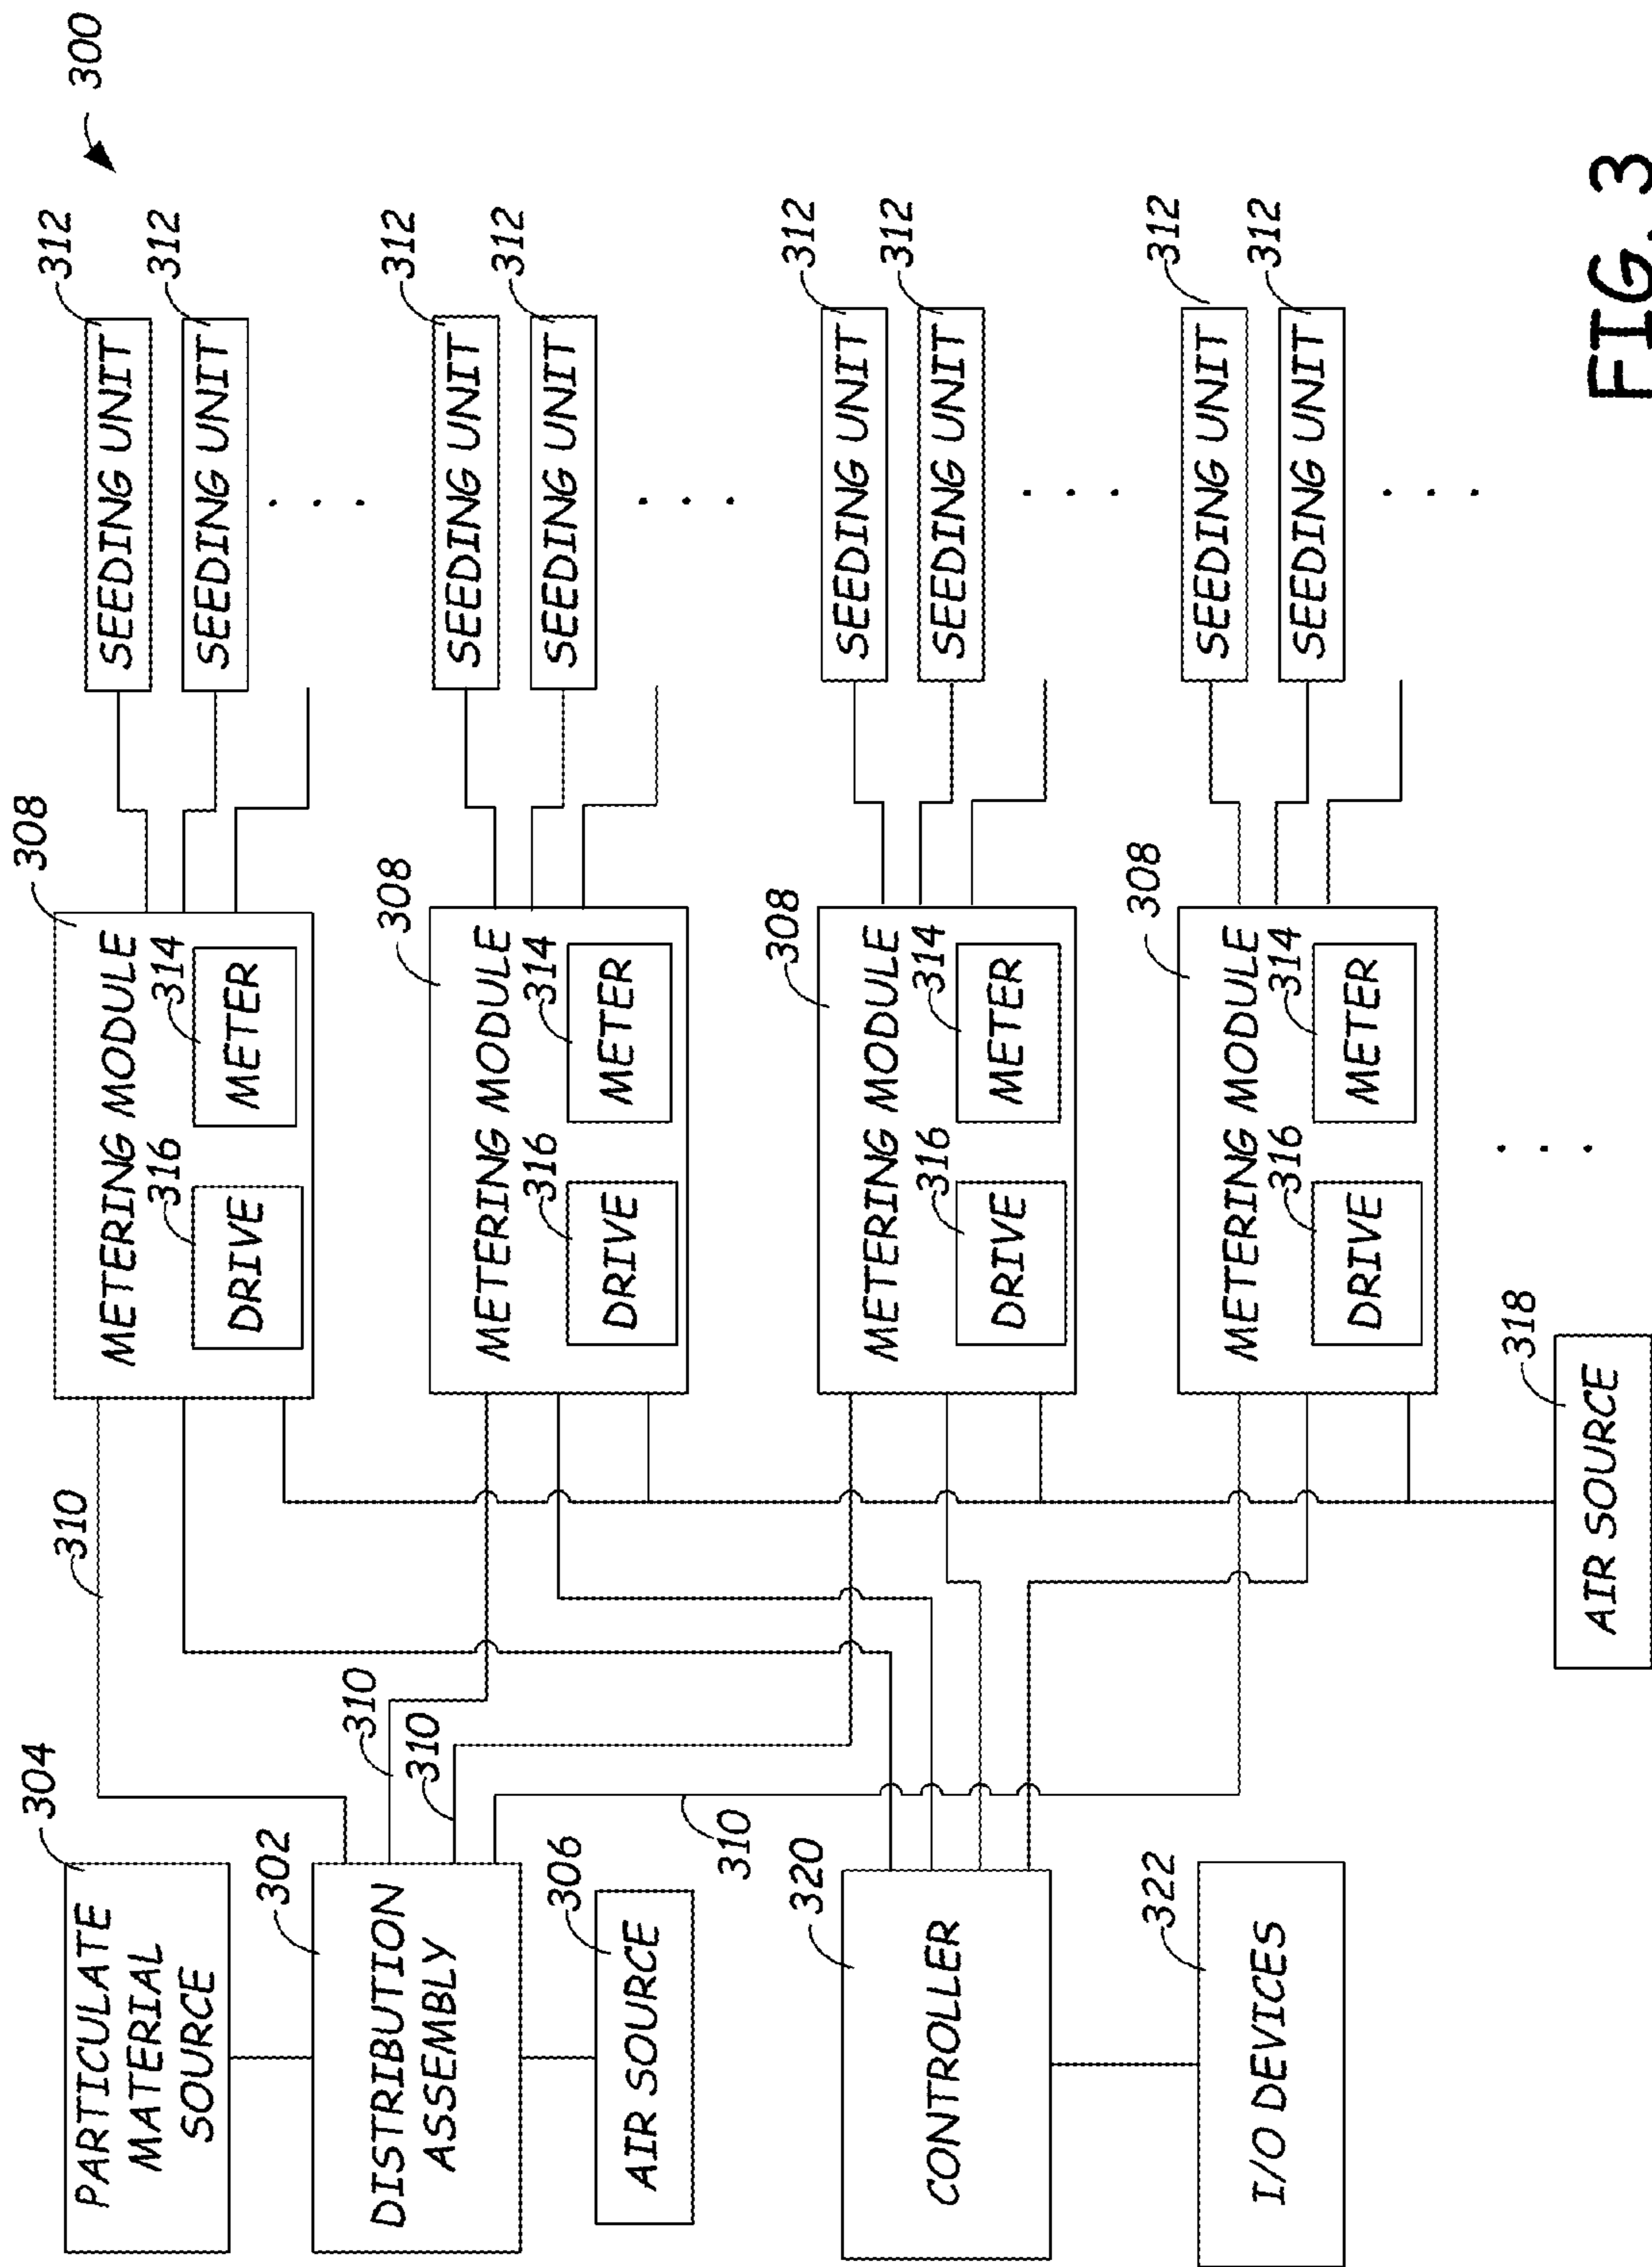 300
304
PARTICULATE
MATERIAL
SOURCE
302
DISTRIBUTION
ASSEMBLY
306
AIR SOURCE
320
CONTROLLER
322
I/O DEVICES
310
310
310
310
308
METERING MODULE
316
314
DRIVE
METER
308
METERING MODULE
316
314
DRIVE
METER
308
METERING MODULE
316
314
DRIVE
METER
308
METERING MODULE
316
314
DRIVE
METER
318
AIR SOURCE
312
SEEDING UNIT
312
SEEDING UNIT
312
SEEDING UNIT
312
SEEDING UNIT
312
SEEDING UNIT
312
SEEDING UNIT
312
SEEDING UNIT
312
SEEDING UNIT
FIG. 3